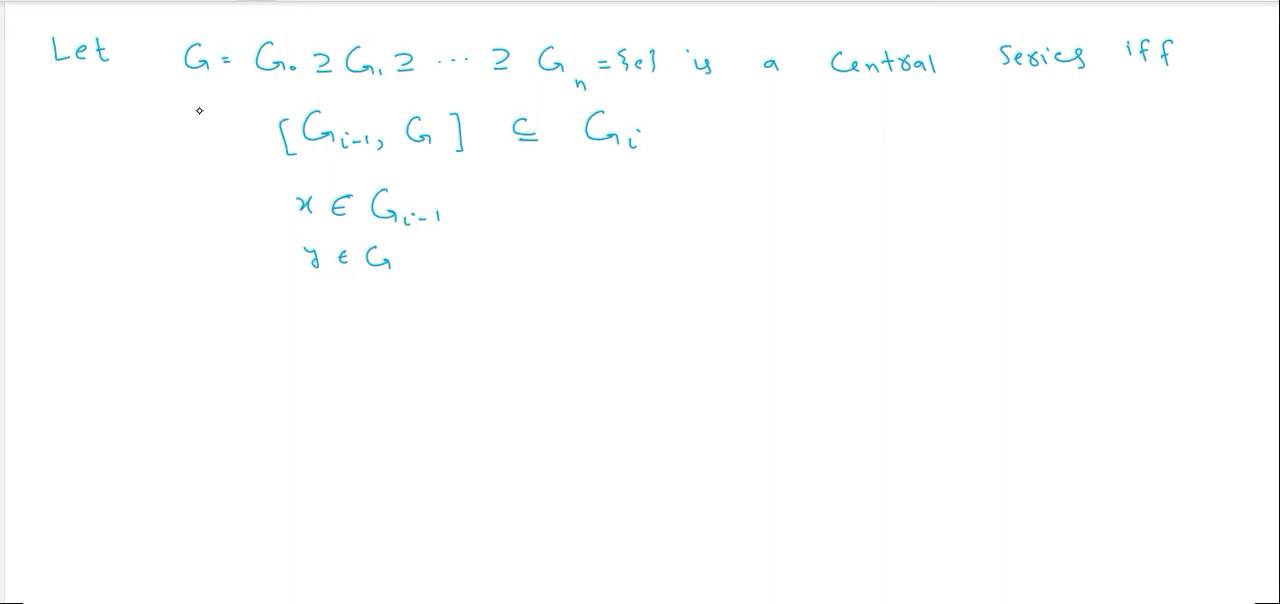 Let G = G₀ ⊇ G₁ ⊇ ... ⊇ Gₙ = {e} is a central series iff
[Gᵢ₋₁, G] ⊆ Gᵢ
x ∈ Gᵢ₋₁
y ∈ G